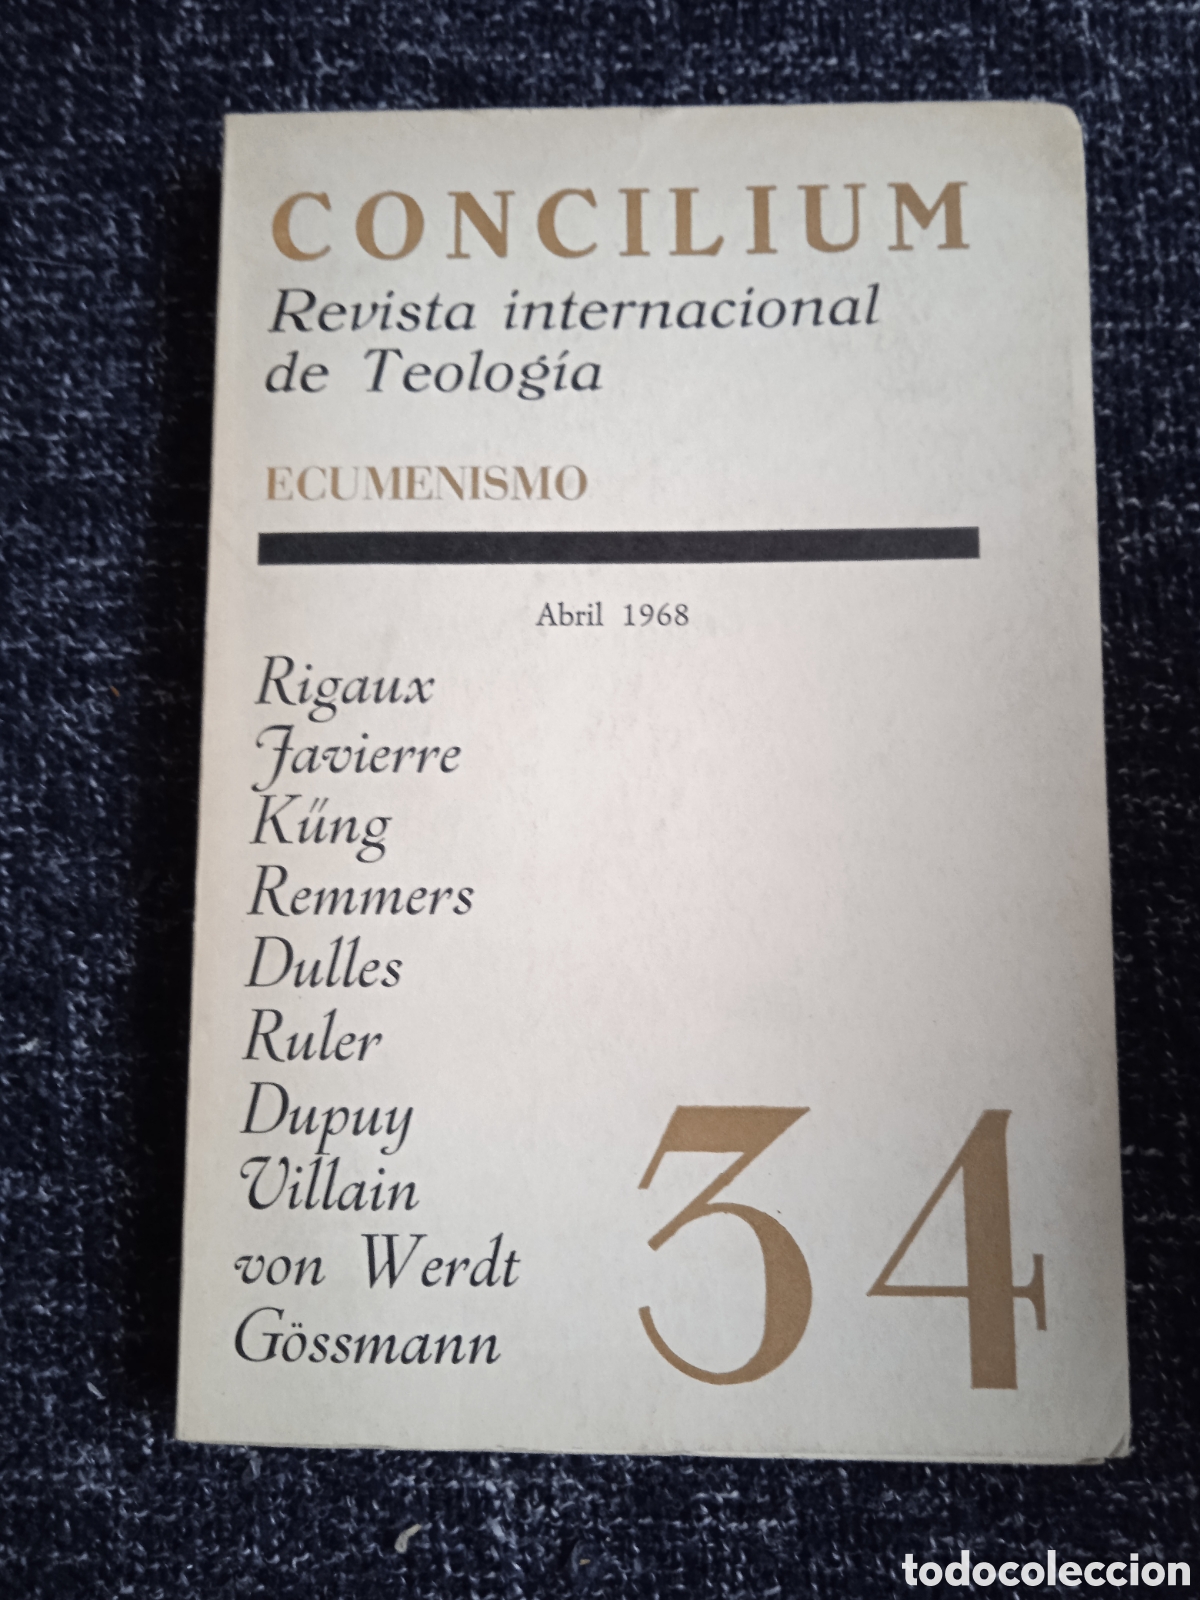 CONCILIUM
Revista internacional
de Teología
ECUMENISMO
Abril 1968
Rigaux
Javierre
Kűng
Remmers
Dulles
Ruler
Dupuy
Villain
von Werdt
Gössmann
34
todocoleccion